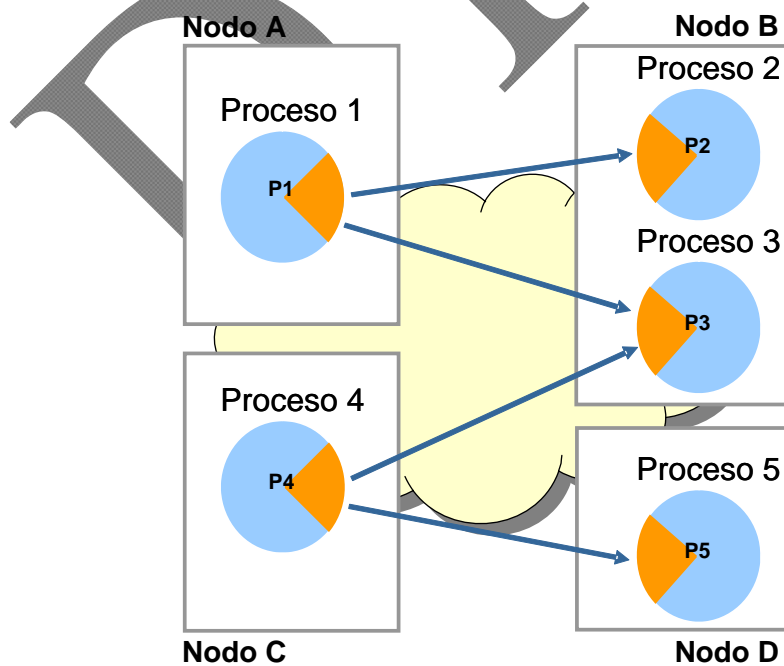 Nodo A
Proceso 1
P1
Nodo B
Proceso 2
P2
Proceso 3
P3
Proceso 4
P4
Nodo C
Proceso 5
P5
Nodo D